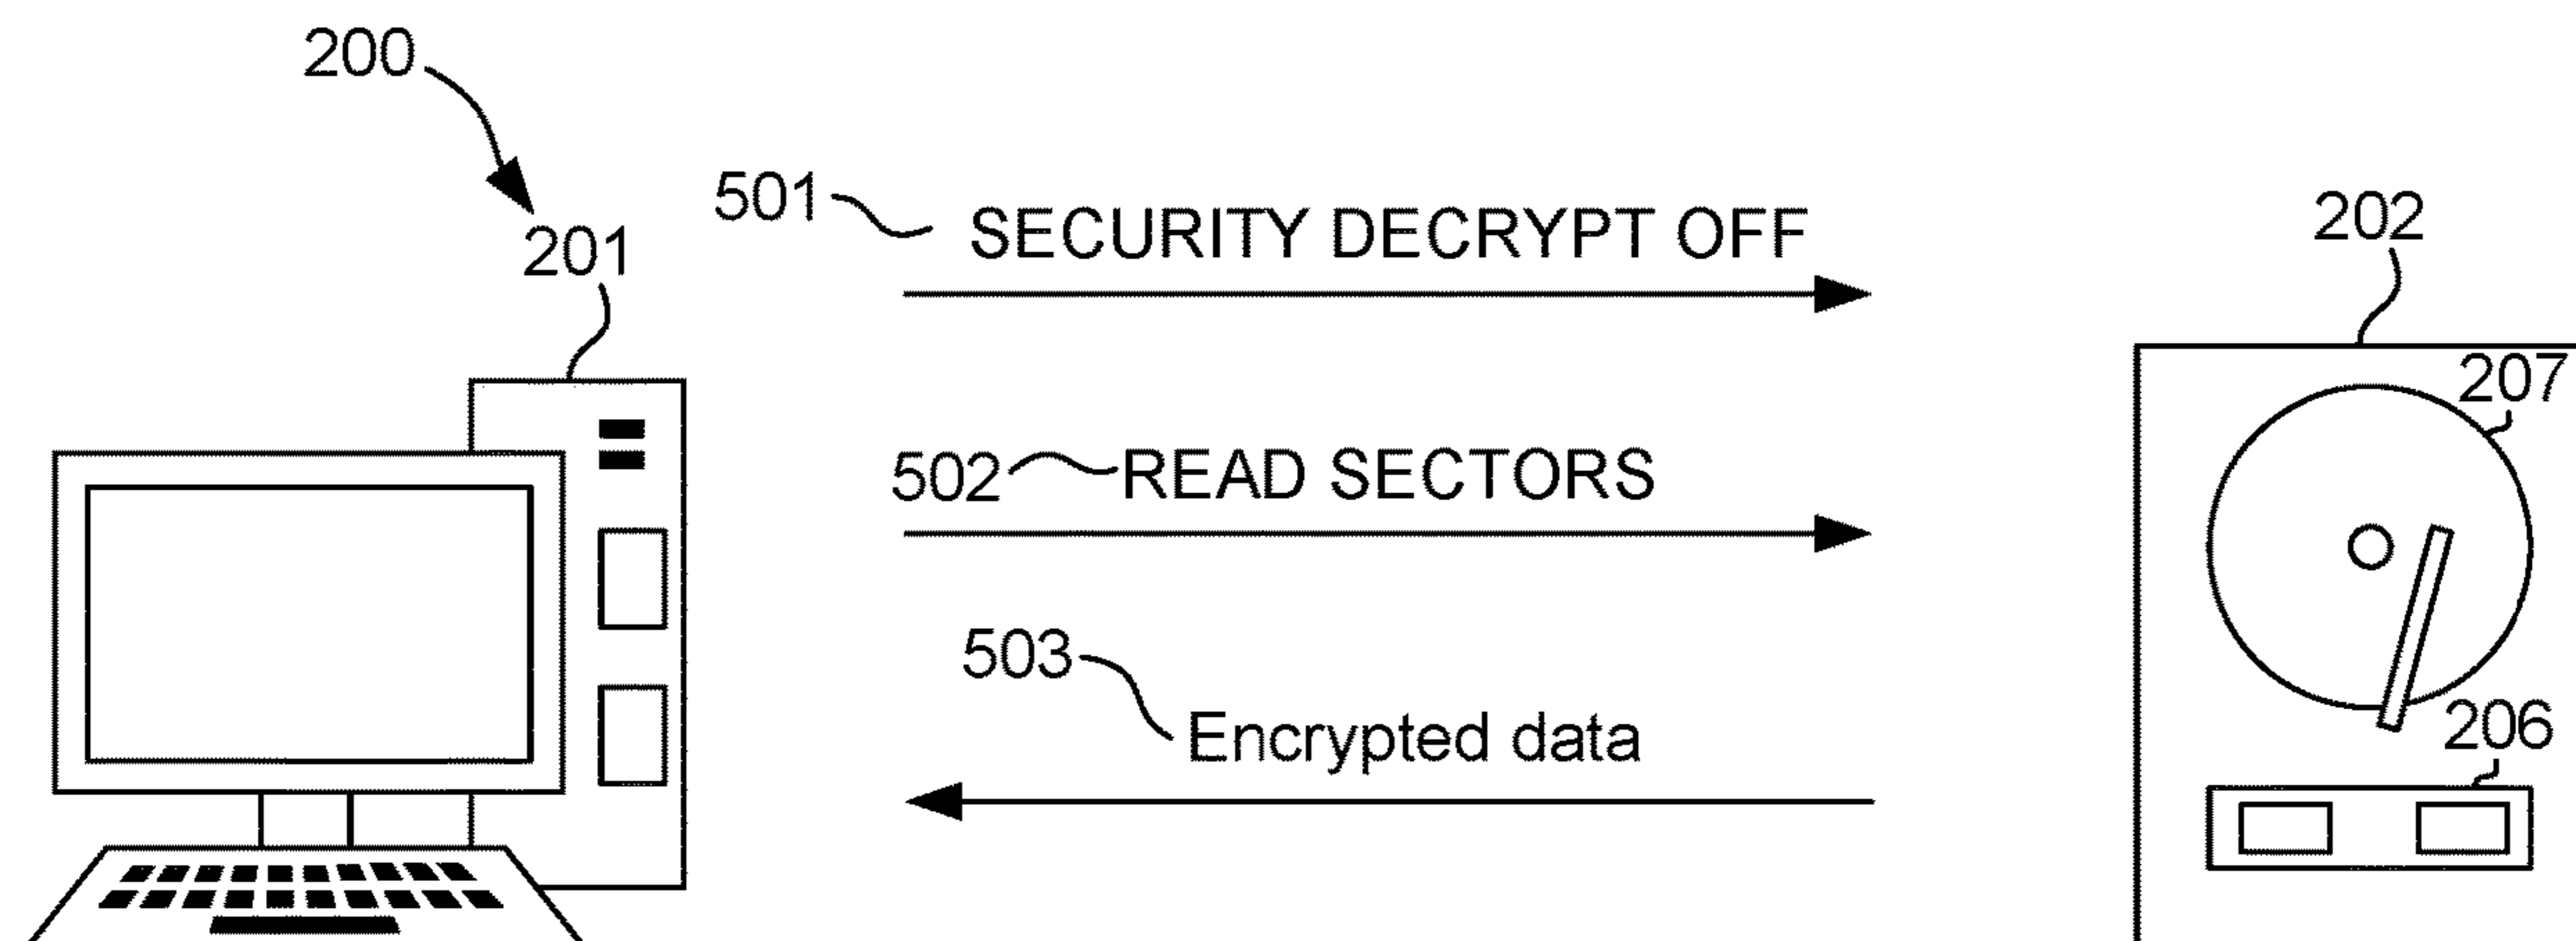 200
201
501 SECURITY DECRYPT OFF
202
207
502 READ SECTORS
503
Encrypted data
206